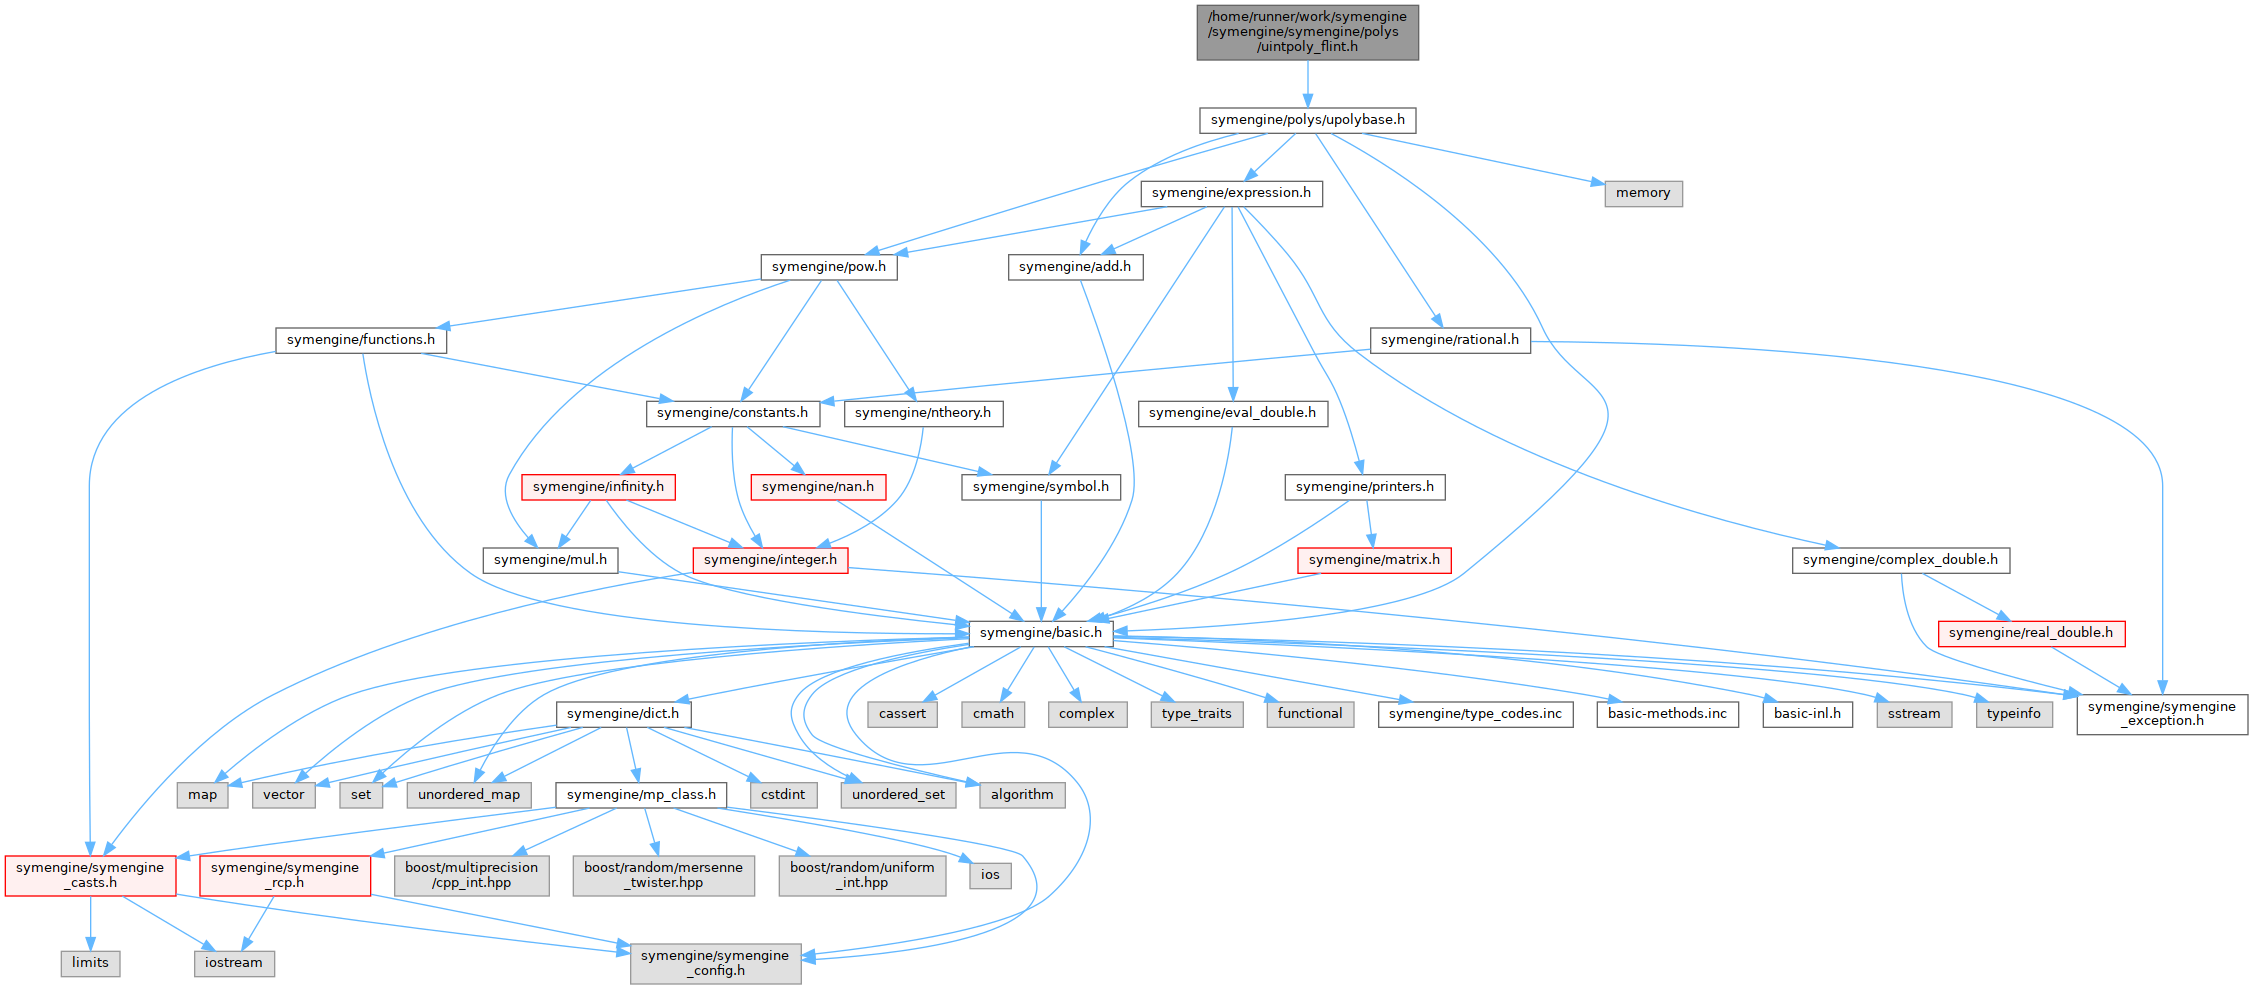 /home/runner/work/symengine
/symengine/symengine/polys
/uintpoly_flint.h
symengine/polys/upolybase.h
symengine/expression.h
memory
symengine/pow.h
symengine/add.h
symengine/functions.h
symengine/rational.h
symengine/constants.h
symengine/ntheory.h
symengine/eval_double.h
symengine/infinity.h
symengine/nan.h
symengine/symbol.h
symengine/printers.h
symengine/mul.h
symengine/integer.h
symengine/matrix.h
symengine/complex_double.h
symengine/basic.h
symengine/real_double.h
symengine/dict.h
cassert
cmath
complex
type_traits
functional
symengine/type_codes.inc
basic-methods.inc
basic-inl.h
sstream
typeinfo
symengine/symengine
_exception.h
map
vector
set
unordered_map
symengine/mp_class.h
cstdint
unordered_set
algorithm
symengine/symengine
_casts.h
symengine/symengine
_rcp.h
boost/multiprecision
/cpp_int.hpp
boost/random/mersenne
_twister.hpp
boost/random/uniform
_int.hpp
ios
limits
iostream
symengine/symengine
_config.h